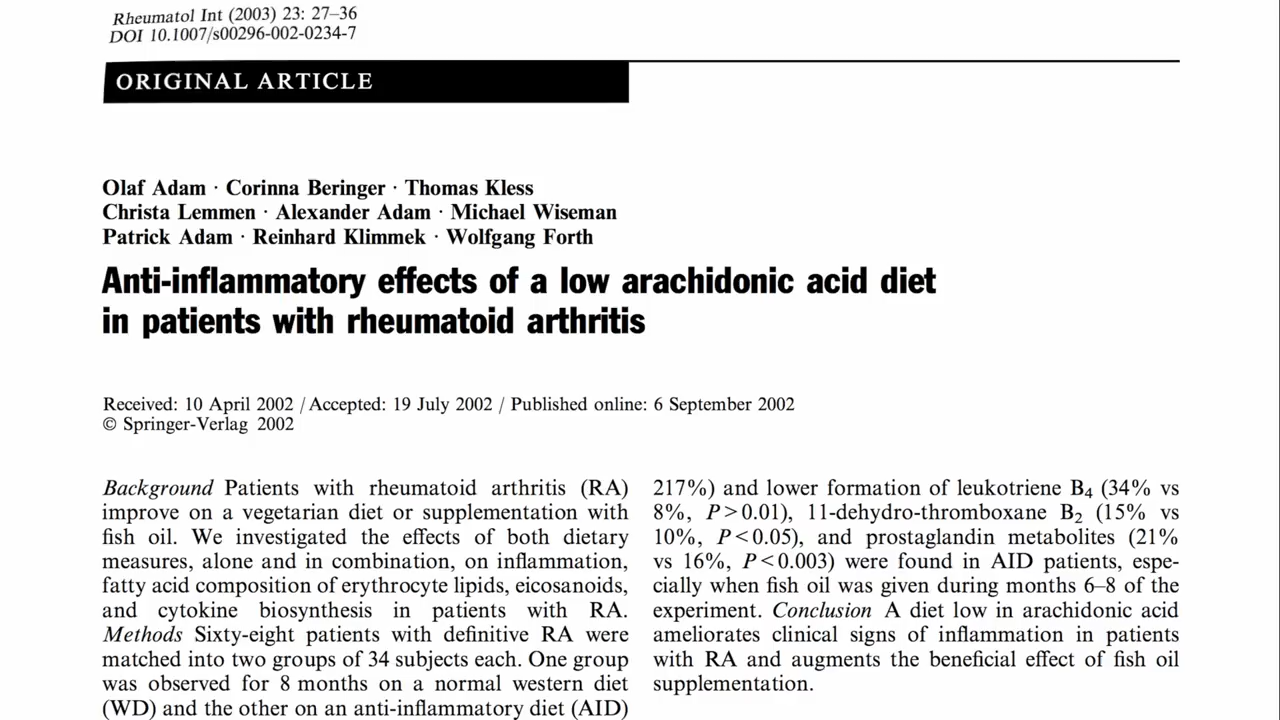 Rheumatol Int (2003) 23: 27–36
DOI 10.1007/s00296-002-0234-7
ORIGINAL ARTICLE
Olaf Adam · Corinna Beringer · Thomas Kless
Christa Lemmen · Alexander Adam · Michael Wiseman
Patrick Adam · Reinhard Klimmek · Wolfgang Forth
Anti-inflammatory effects of a low arachidonic acid diet
in patients with rheumatoid arthritis
Received: 10 April 2002 / Accepted: 19 July 2002 / Published online: 6 September 2002
© Springer-Verlag 2002
Background Patients with rheumatoid arthritis (RA)
improve on a vegetarian diet or supplementation with
fish oil. We investigated the effects of both dietary
measures, alone and in combination, on inflammation,
fatty acid composition of erythrocyte lipids, eicosanoids,
and cytokine biosynthesis in patients with RA.
Methods Sixty-eight patients with definitive RA were
matched into two groups of 34 subjects each. One group
was observed for 8 months on a normal western diet
(WD) and the other on an anti-inflammatory diet (AID)
217%) and lower formation of leukotriene B₄ (34% vs
8%, P>0.01), 11-dehydro-thromboxane B₂ (15% vs
10%, P<0.05), and prostaglandin metabolites (21%
vs 16%, P<0.003) were found in AID patients, espe-
cially when fish oil was given during months 6–8 of the
experiment. Conclusion A diet low in arachidonic acid
ameliorates clinical signs of inflammation in patients
with RA and augments the beneficial effect of fish oil
supplementation.